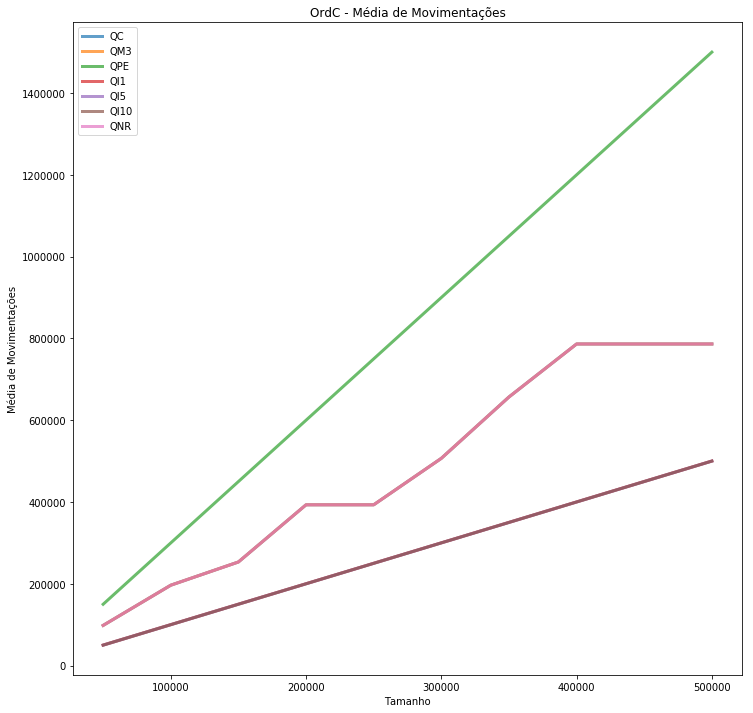 OrdC - Média de Movimentações
QC
QM3
QPE
QI1
QI5
QI10
QNR
1400000
1200000
1000000
800000
600000
400000
200000
0
Média de Movimentações
100000
200000
300000
400000
500000
Tamanho